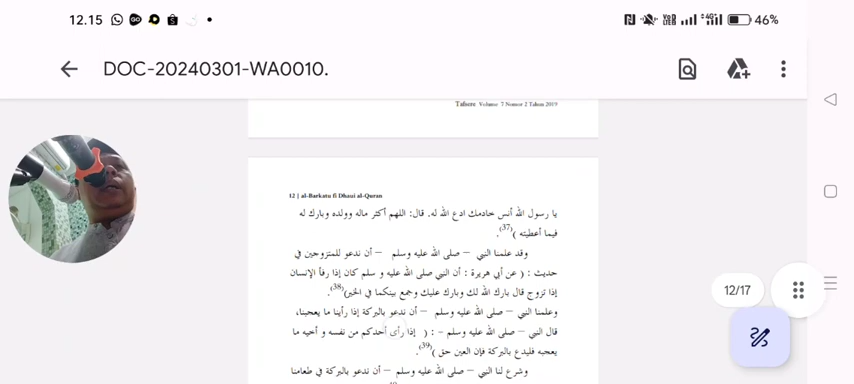 12.15 46%
DOC-20240301-WA0010.
Tafsere Volume 7 Nomor 2 Tahun 2019
12 | al-Barkatu fi Dhaui al-Quran
يا رسول الله أنس خادمك ادع الله له. قال: اللهم أكثر ماله وولده وبارك له
فيما أعطيته )(37).
وقد علمنا النبي – صلى الله عليه وسلم – أن ندعو للمتزوجين في
حديث : ( عن أبي هريرة : أن النبي صلى الله عليه و سلم كان إذا رفأ الإنسان
إذا تزوج قال بارك الله لك وبارك عليك وجمع بينكما في الخير)(38).
وعلمنا النبي – صلى الله عليه وسلم – أن ندعو بالبركة إذا رأينا ما يعجبنا،
قال النبي – صلى الله عليه وسلم - : ( إذا رأى أحدكم من نفسه و أخيه ما
يعجبه فليدع بالبركة فإن العين حق )(39).
وشرع لنا النبي – صلى الله عليه وسلم – أن ندعو بالبركة في طعامنا
12/17